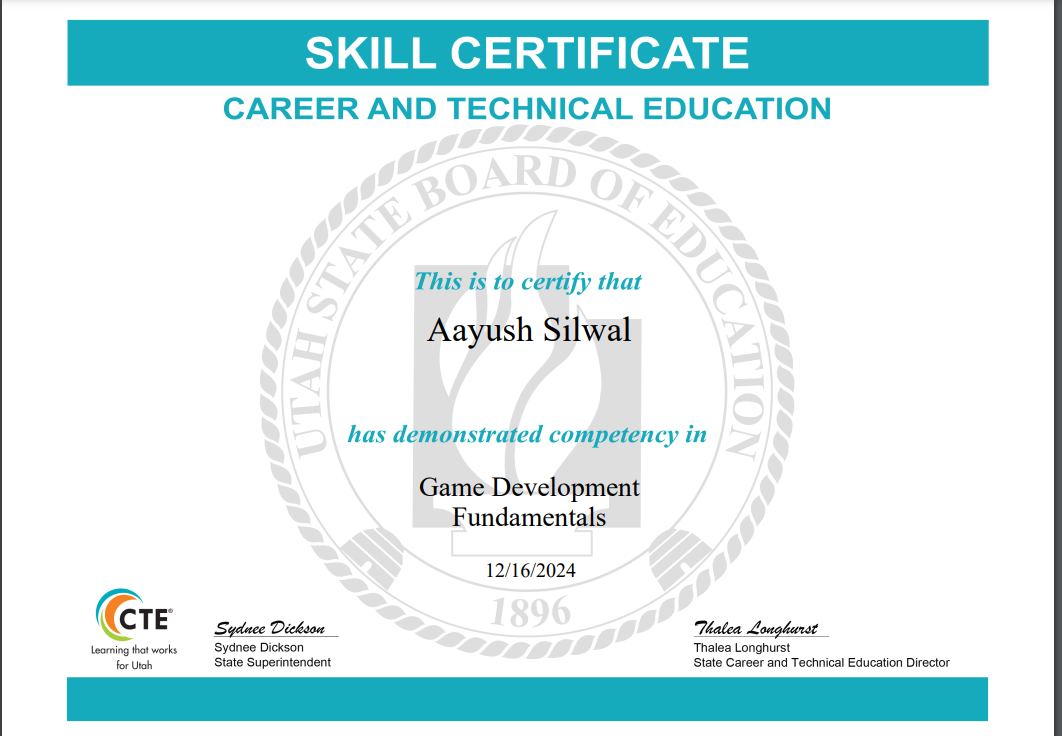 SKILL CERTIFICATE
CAREER AND TECHNICAL EDUCATION
UTAH STATE BOARD OF EDUCATION
This is to certify that
Aayush Silwal
has demonstrated competency in
Game Development
Fundamentals
12/16/2024
1896
CTE®
Learning that works
for Utah
Sydnee Dickson
Sydnee Dickson
State Superintendent
Thalea Longhurst
Thalea Longhurst
State Career and Technical Education Director